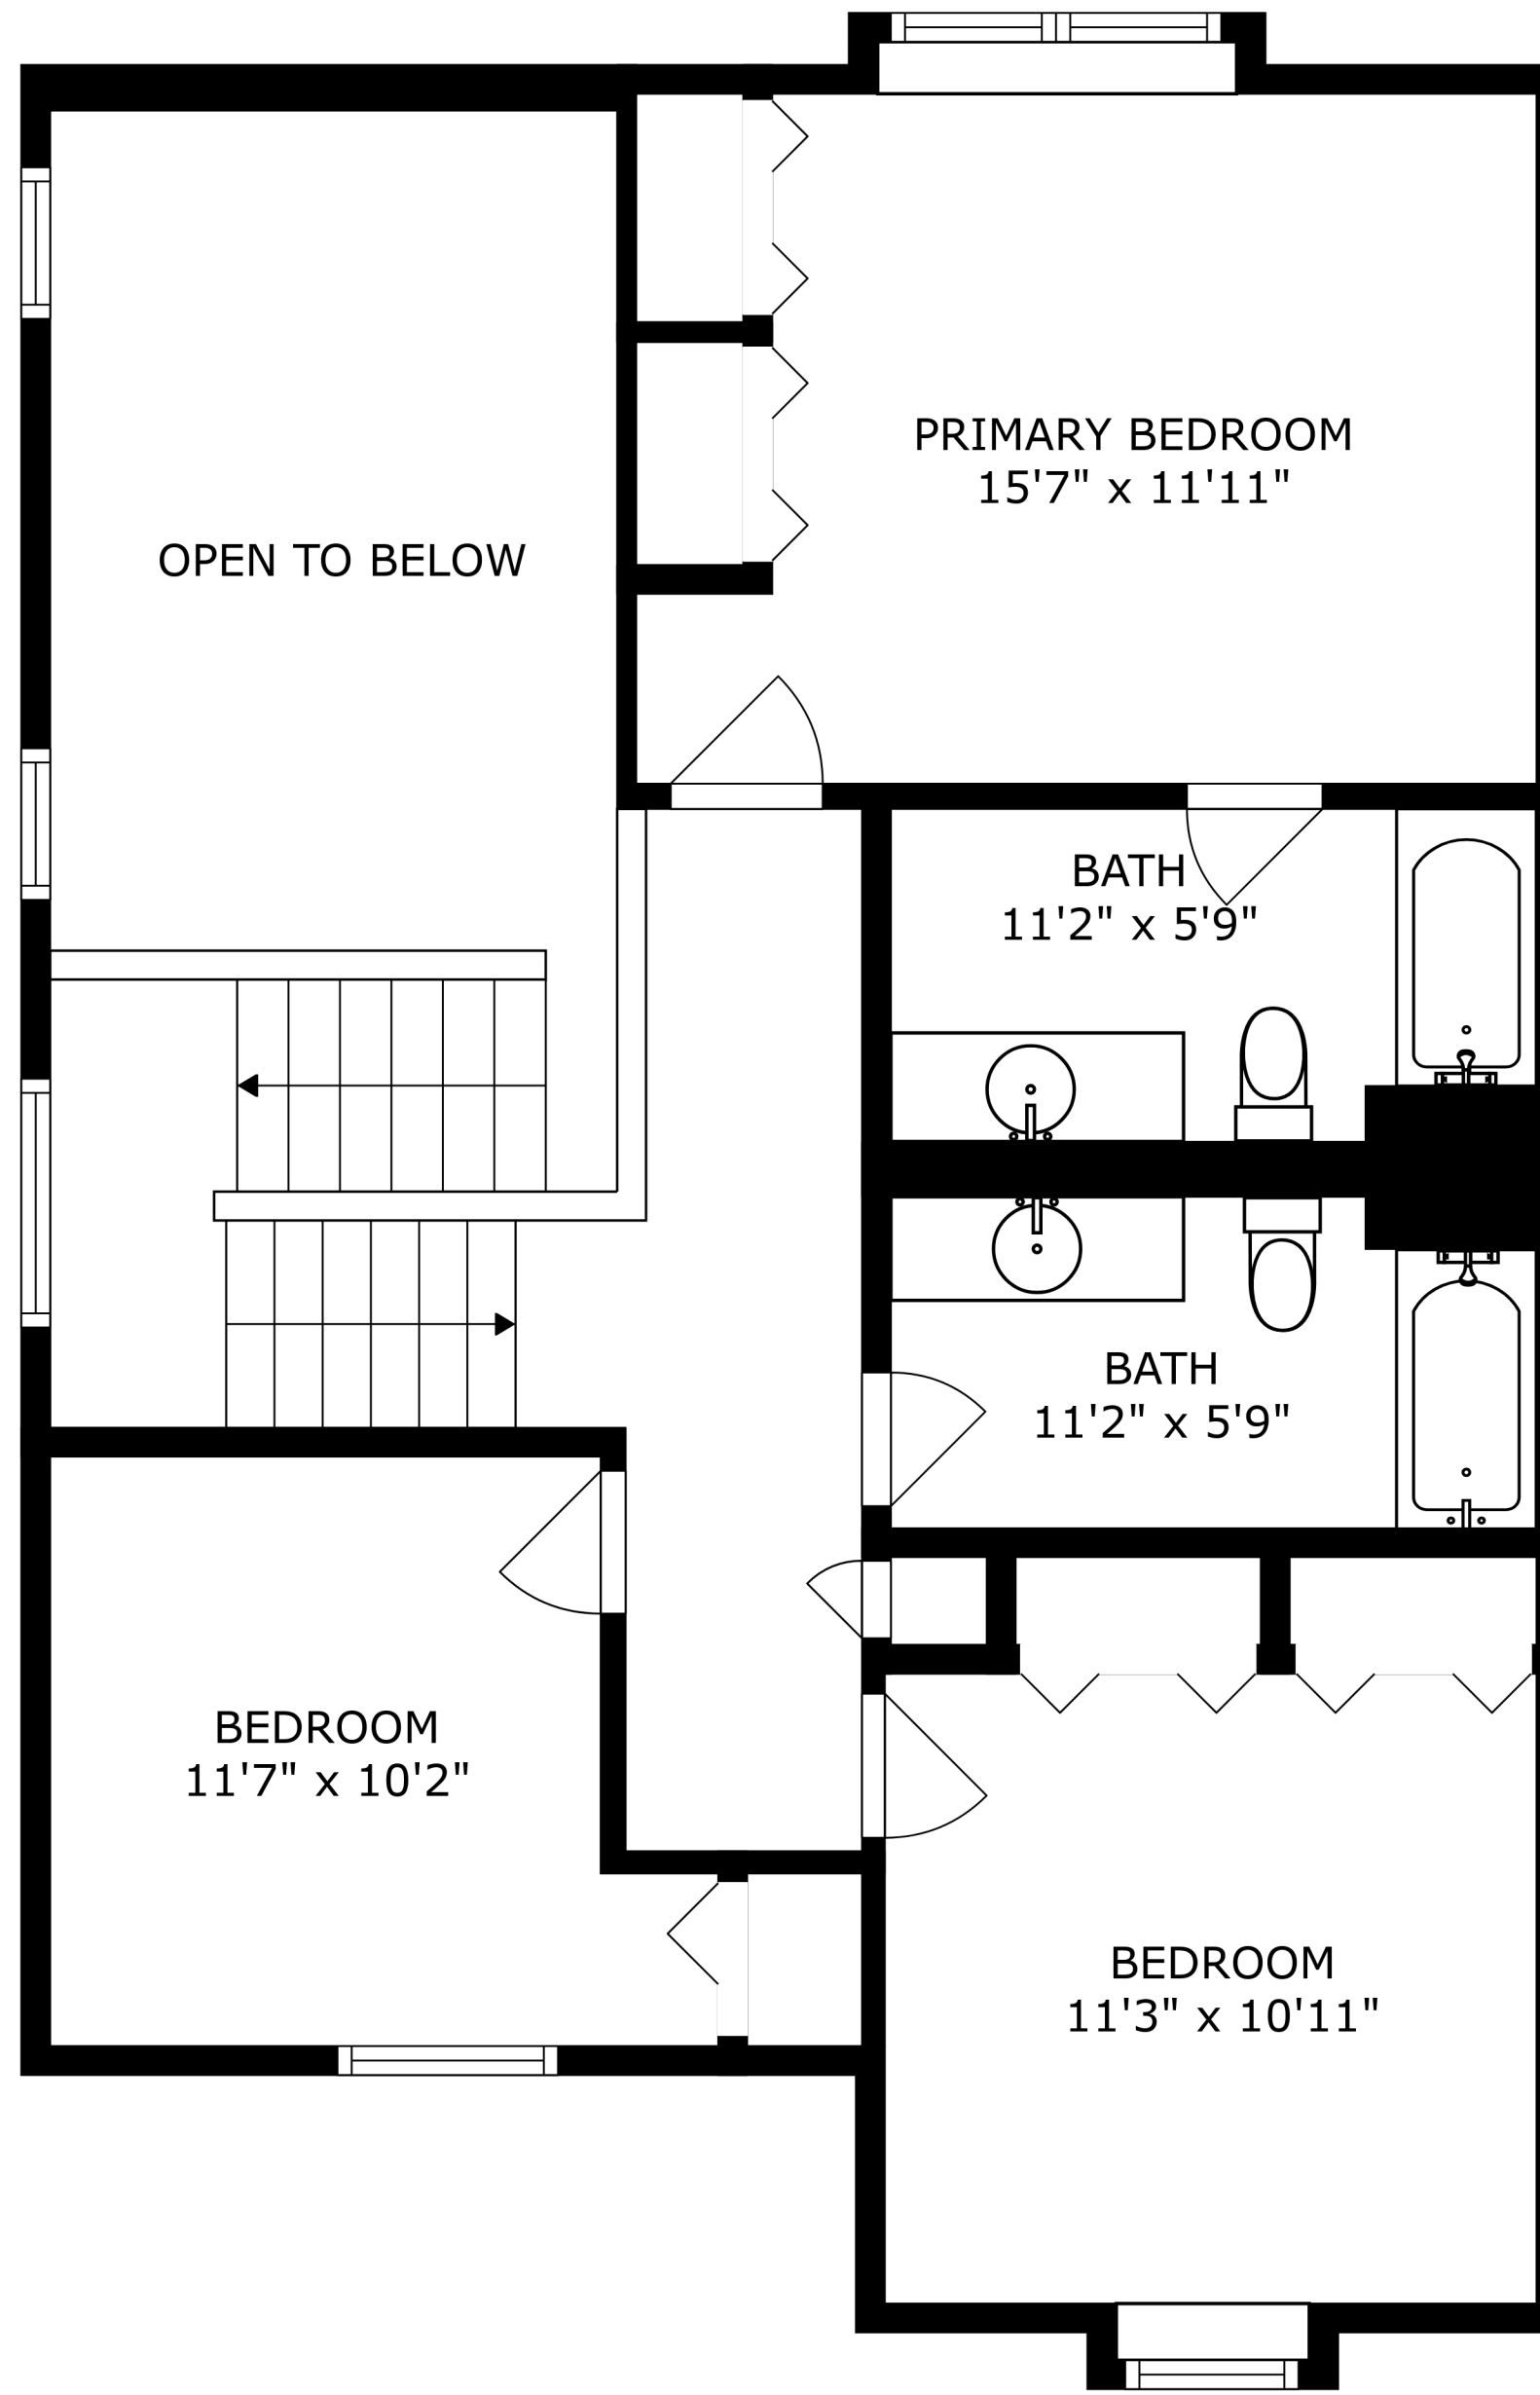 PRIMARY BEDROOM
15'7" x 11'11"
OPEN TO BELOW
BATH
11'2" x 5'9"
BATH
11'2" x 5'9"
BEDROOM
11'7" x 10'2"
BEDROOM
11'3" x 10'11"